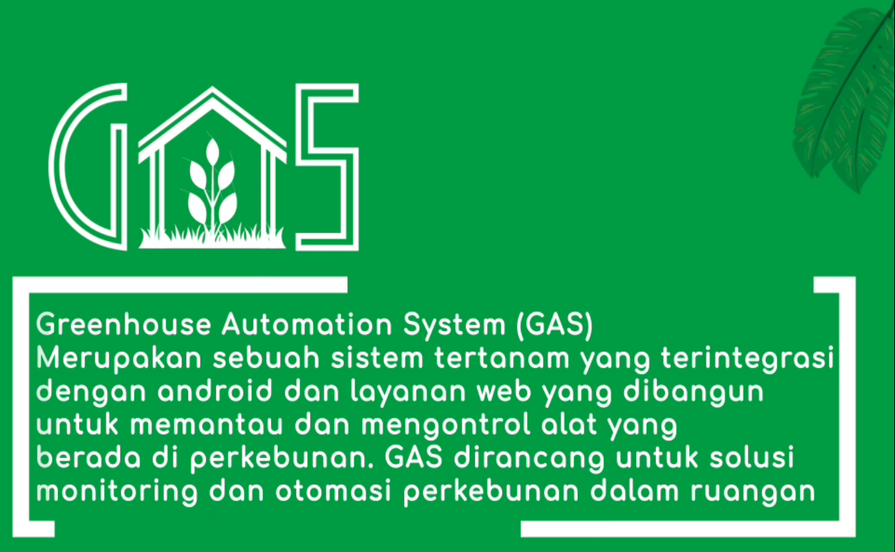 GAS
Greenhouse Automation System (GAS)
Merupakan sebuah sistem tertanam yang terintegrasi
dengan android dan layanan web yang dibangun
untuk memantau dan mengontrol alat yang
berada di perkebunan. GAS dirancang untuk solusi
monitoring dan otomasi perkebunan dalam ruangan